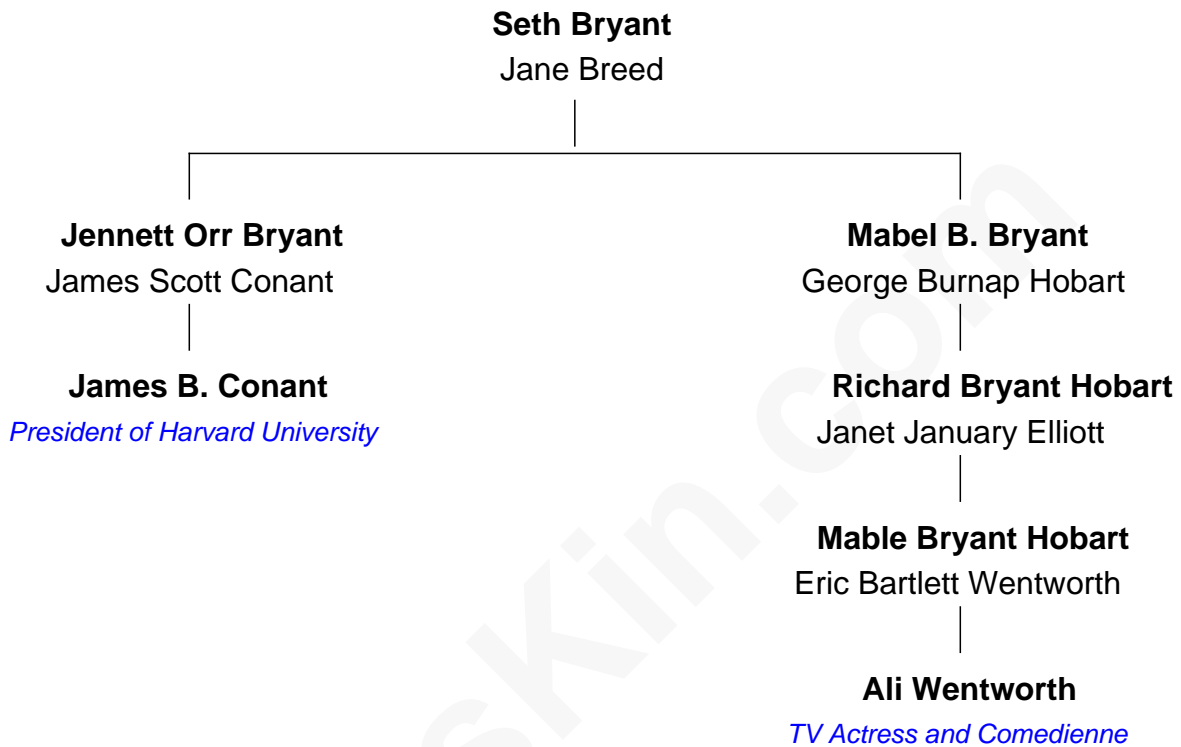 Seth Bryant
Jane Breed
Jennett Orr Bryant
James Scott Conant
James B. Conant
President of Harvard University
Mabel B. Bryant
George Burnap Hobart
Richard Bryant Hobart
Janet January Elliott
Mable Bryant Hobart
Eric Bartlett Wentworth
Ali Wentworth
TV Actress and Comedienne
sKin.com